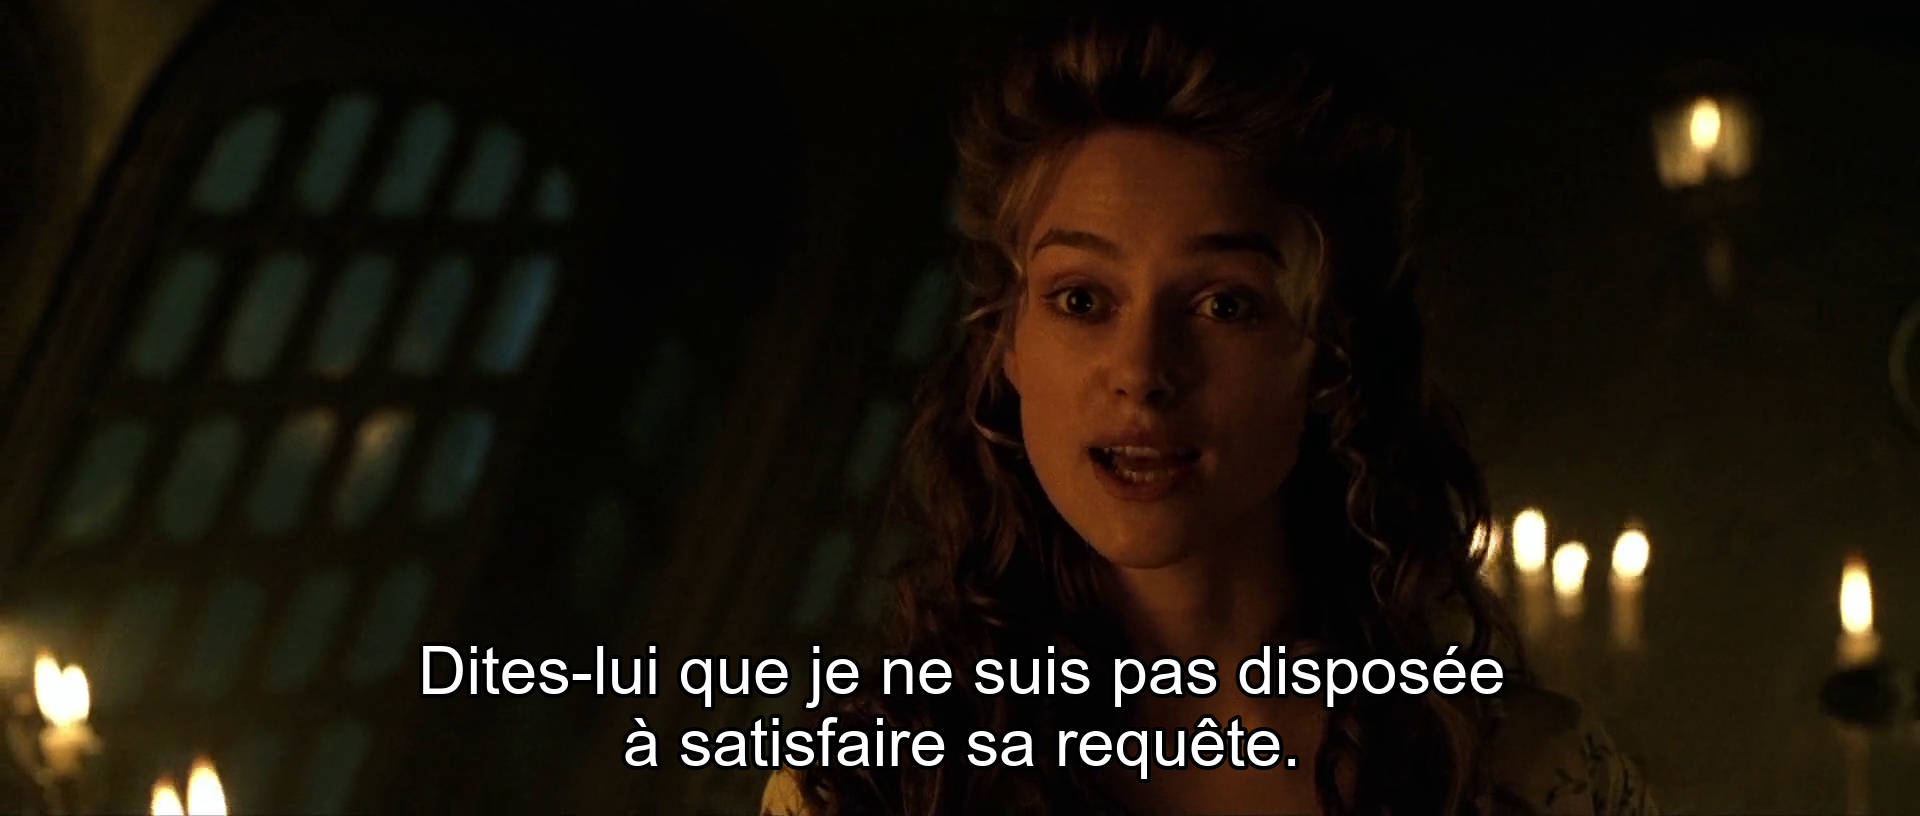 Dites-lui que je ne suis pas disposée
à satisfaire sa requête.